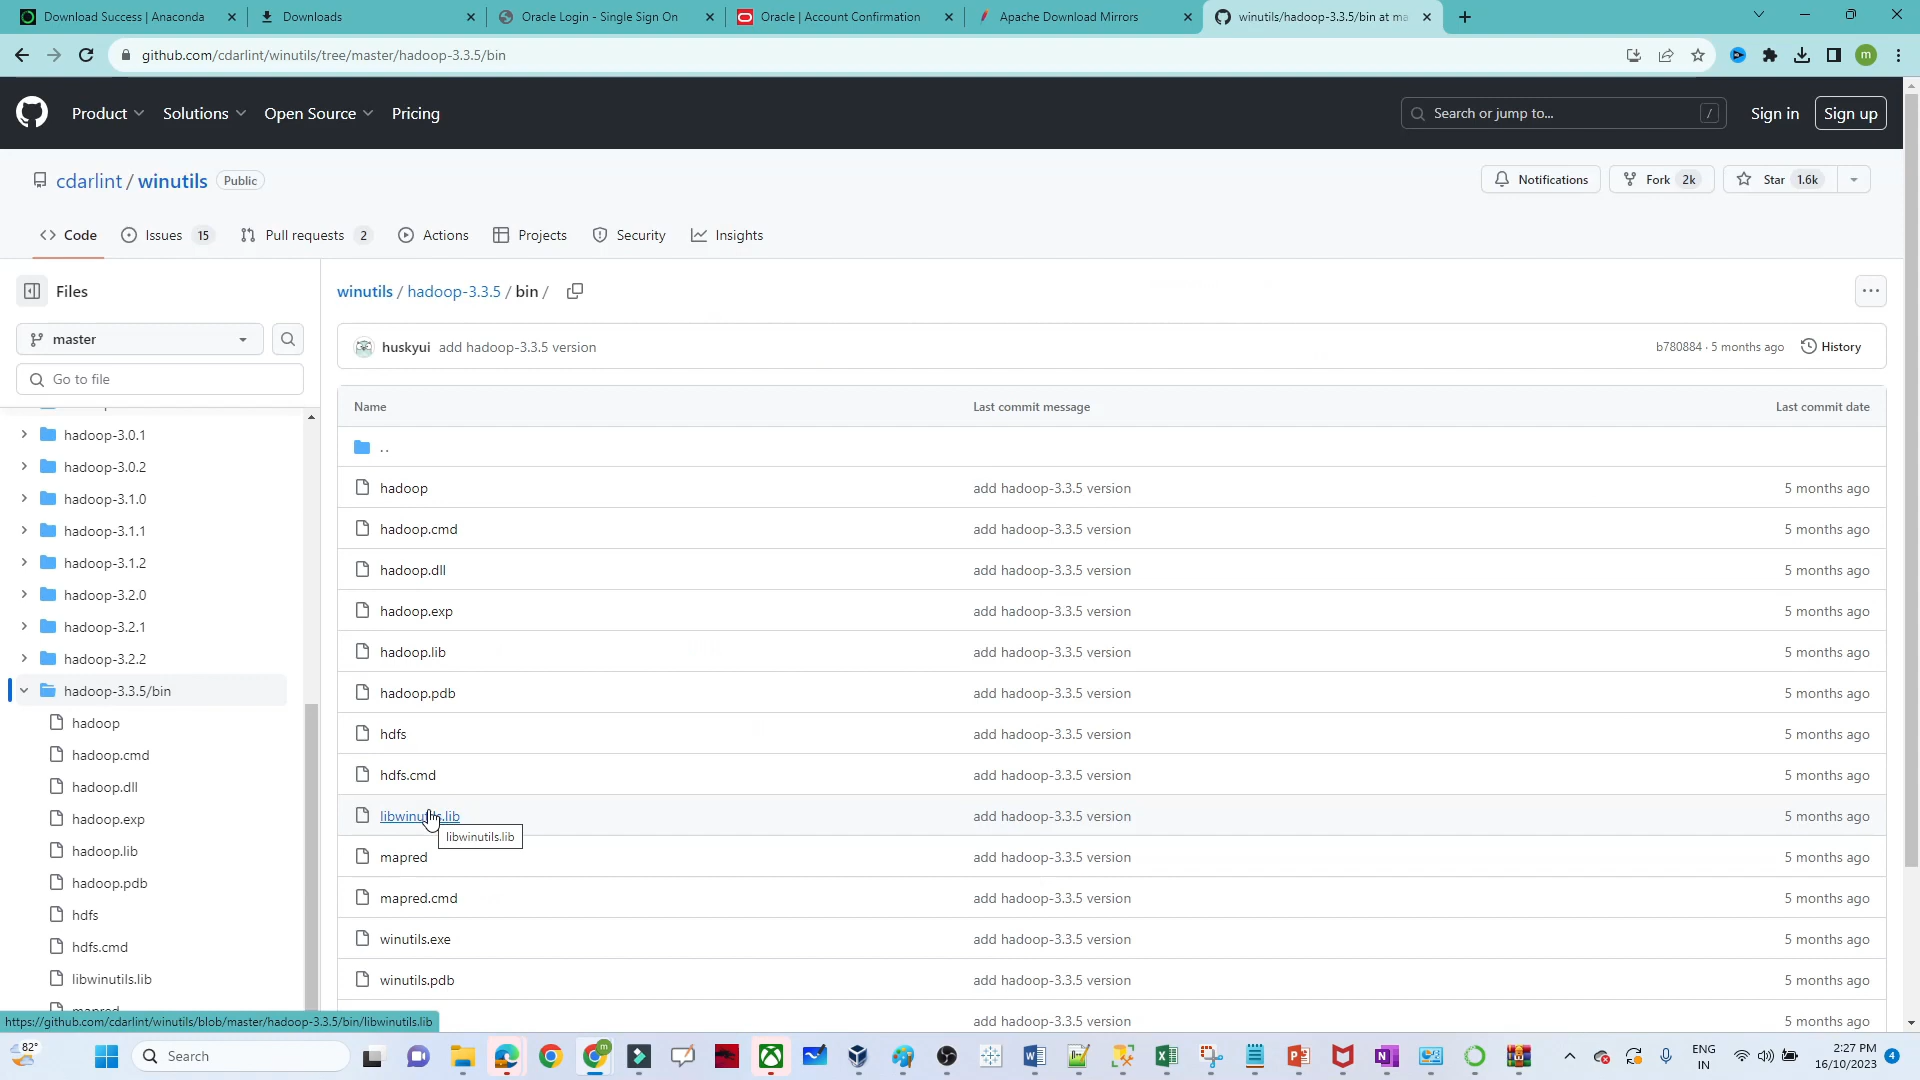 Download Success | Anaconda
Downloads
Oracle Login - Single Sign On
Oracle | Account Confirmation
Apache Download Mirrors
winutils/hadoop-3.3.5/bin at ma
github.com/cdarlint/winutils/tree/master/hadoop-3.3.5/bin
m
Product
Solutions
Open Source
Pricing
Search or jump to...
/
Sign in
Sign up
cdarlint / winutils
Public
Notifications
Fork 2k
Star 1.6k
Code
Issues 15
Pull requests 2
Actions
Projects
Security
Insights
Files
master
Go to file
hadoop-3.0.1
hadoop-3.0.2
hadoop-3.1.0
hadoop-3.1.1
hadoop-3.1.2
hadoop-3.2.0
hadoop-3.2.1
hadoop-3.2.2
hadoop-3.3.5/bin
hadoop
hadoop.cmd
hadoop.dll
hadoop.exp
hadoop.lib
hadoop.pdb
hdfs
hdfs.cmd
libwinutils.lib
mapred
winutils / hadoop-3.3.5 / bin /
huskyui add hadoop-3.3.5 version
b780884 · 5 months ago
History
Name Last commit message Last commit date
..
hadoop add hadoop-3.3.5 version 5 months ago
hadoop.cmd add hadoop-3.3.5 version 5 months ago
hadoop.dll add hadoop-3.3.5 version 5 months ago
hadoop.exp add hadoop-3.3.5 version 5 months ago
hadoop.lib add hadoop-3.3.5 version 5 months ago
hadoop.pdb add hadoop-3.3.5 version 5 months ago
hdfs add hadoop-3.3.5 version 5 months ago
hdfs.cmd add hadoop-3.3.5 version 5 months ago
libwinutils.lib add hadoop-3.3.5 version 5 months ago
libwinutils.lib
mapred add hadoop-3.3.5 version 5 months ago
mapred.cmd add hadoop-3.3.5 version 5 months ago
winutils.exe add hadoop-3.3.5 version 5 months ago
winutils.pdb add hadoop-3.3.5 version 5 months ago
add hadoop-3.3.5 version 5 months ago
https://github.com/cdarlint/winutils/blob/master/hadoop-3.3.5/bin/libwinutils.lib
82°
Search
ENG
IN
2:27 PM
16/10/2023
4